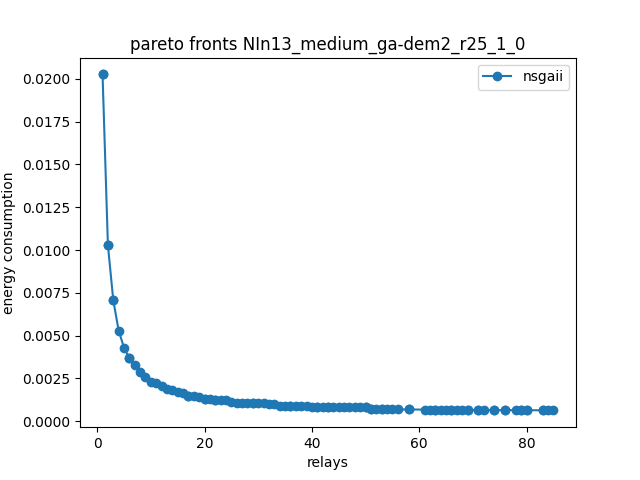 pareto fronts NIn13_medium_ga-dem2_r25_1_0
nsgaii
energy consumption
0.0200
0.0175
0.0150
0.0125
0.0100
0.0075
0.0050
0.0025
0.0000
0 20 40 60 80
relays